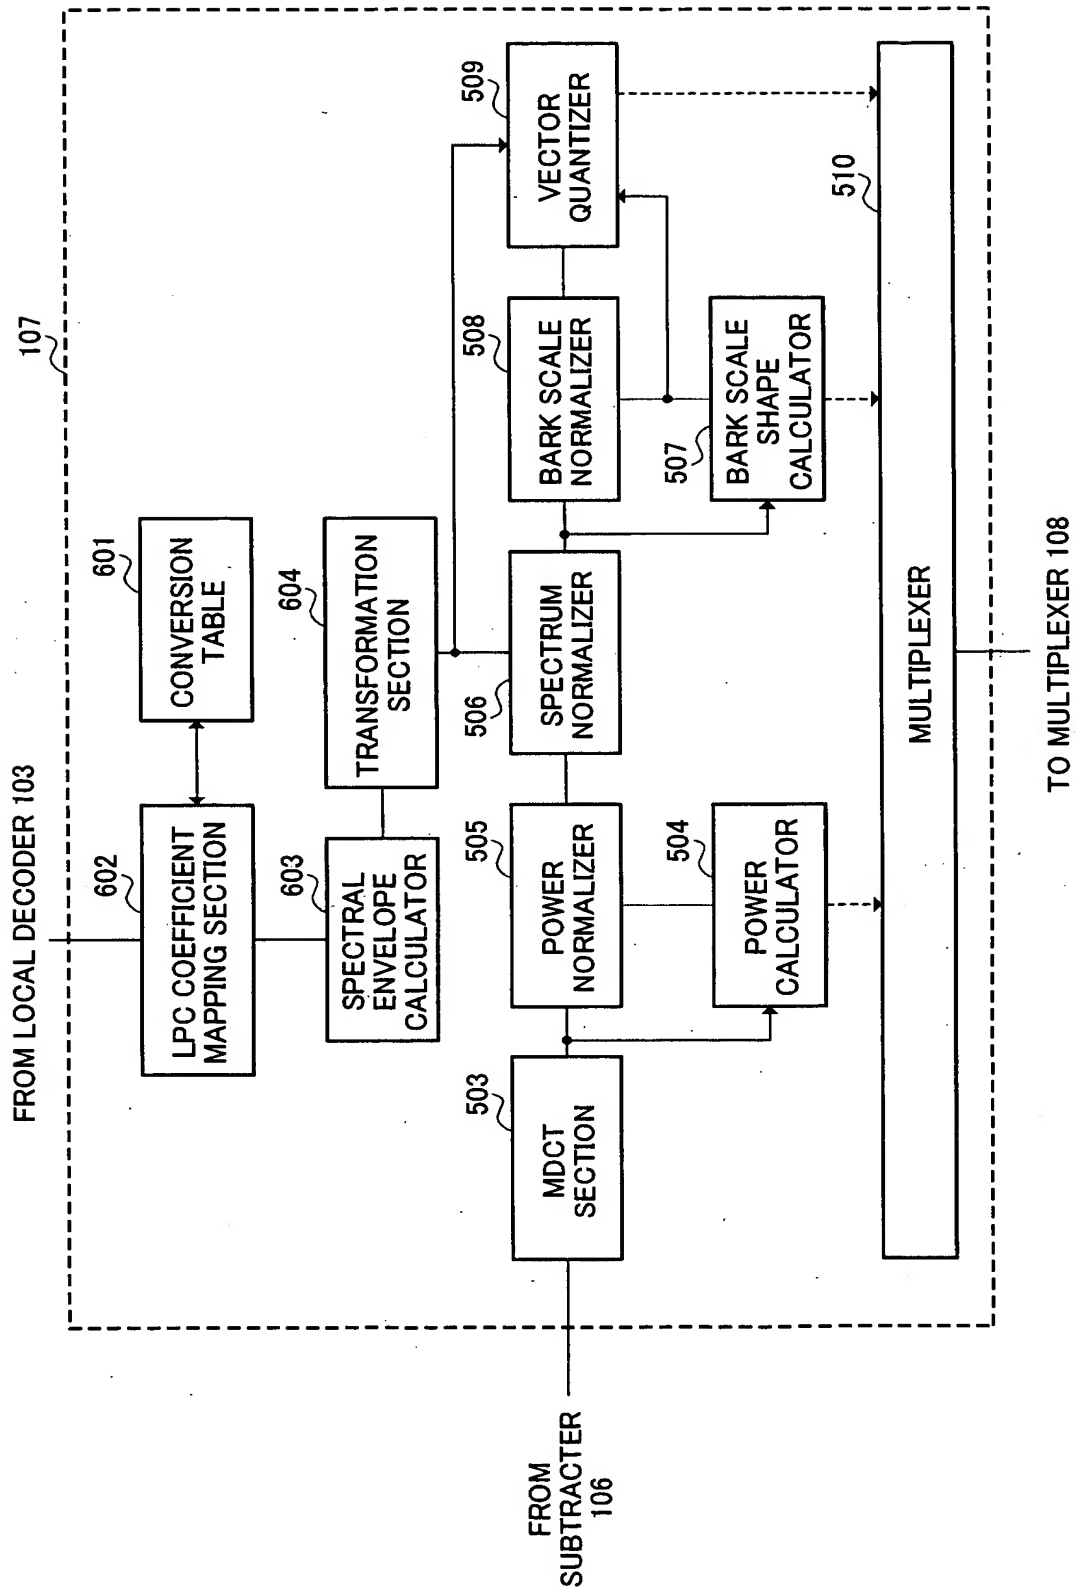 FROM LOCAL DECODER 103
107
602
LPC COEFFICIENT
MAPPING SECTION
601
CONVERSION
TABLE
603
SPECTRAL
ENVELOPE
CALCULATOR
604
TRANSFORMATION
SECTION
FROM
SUBTRACTER
106
503
MDCT
SECTION
505
POWER
NORMALIZER
506
SPECTRUM
NORMALIZER
508
BARK SCALE
NORMALIZER
509
VECTOR
QUANTIZER
504
POWER
CALCULATOR
507
BARK SCALE
SHAPE
CALCULATOR
510
MULTIPLEXER
TO MULTIPLEXER 108